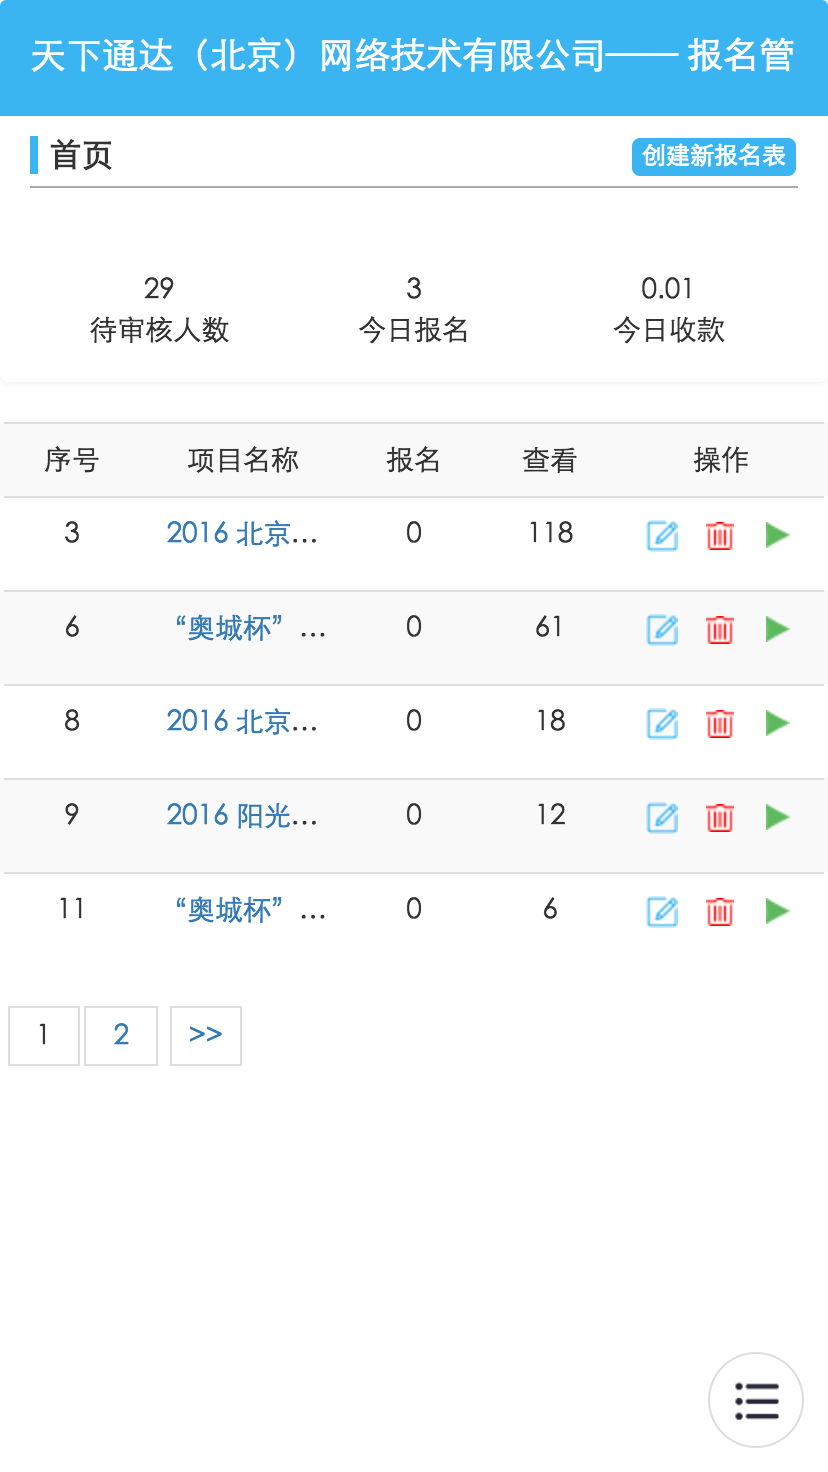 天下通达（北京）网络技术有限公司—— 报名管
首页 创建新报名表
29 3 0.01
待审核人数 今日报名 今日收款
序号 项目名称 报名 查看 操作
3 2016 北京... 0 118
6 “奥城杯” ... 0 61
8 2016 北京... 0 18
9 2016 阳光... 0 12
11 “奥城杯” ... 0 6
1 2 >>